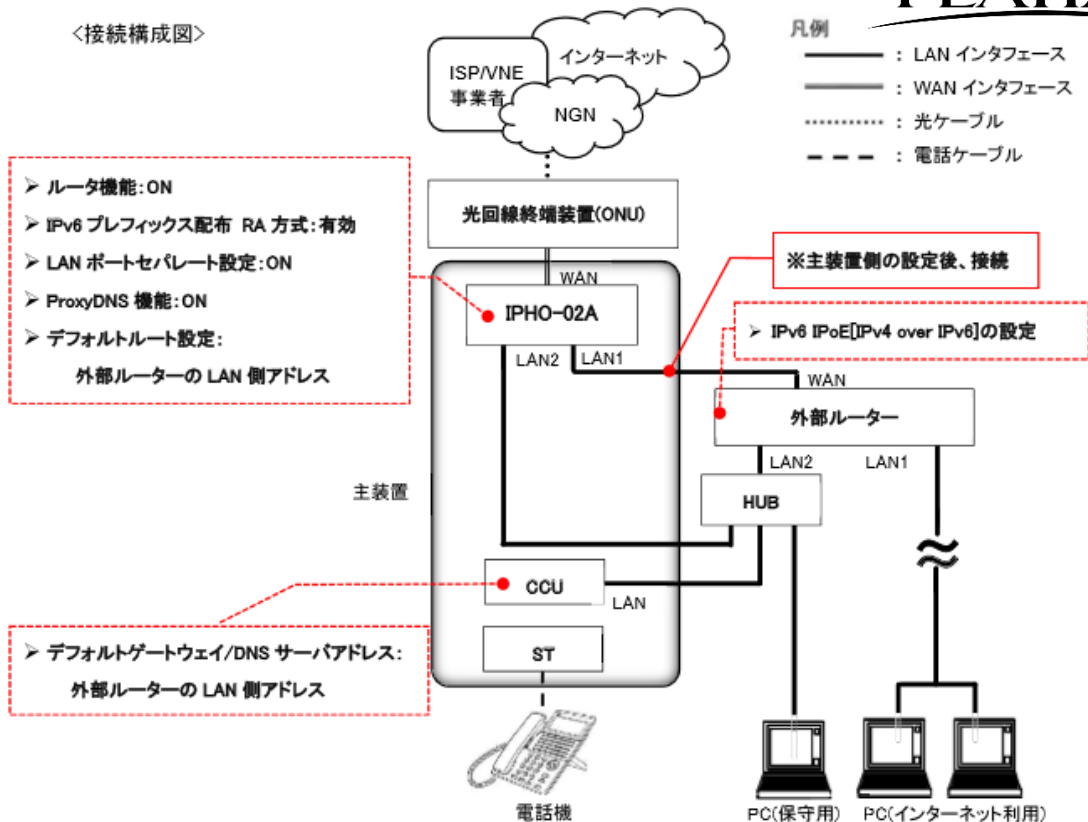 <接続構成図>
凡例
: LAN インタフェース
: WAN インタフェース
: 光ケーブル
: 電話ケーブル
インターネット
ISP/VNE
事業者
NGN
光回線終端装置(ONU)
➢ ルータ機能:ON
➢ IPv6 プレフィックス配布 RA 方式:有効
➢ LAN ポートセパレート設定:ON
➢ ProxyDNS 機能:ON
➢ デフォルトルート設定:
外部ルーターの LAN 側アドレス
※主装置側の設定後、接続
WAN
IPHO-02A
LAN2
LAN1
➢ IPv6 IPoE[IPv4 over IPv6]の設定
WAN
外部ルーター
LAN2
LAN1
HUB
主装置
CCU
LAN
➢ デフォルトゲートウェイ/DNS サーバアドレス:
外部ルーターの LAN 側アドレス
ST
電話機
PC(保守用)
PC(インターネット利用)